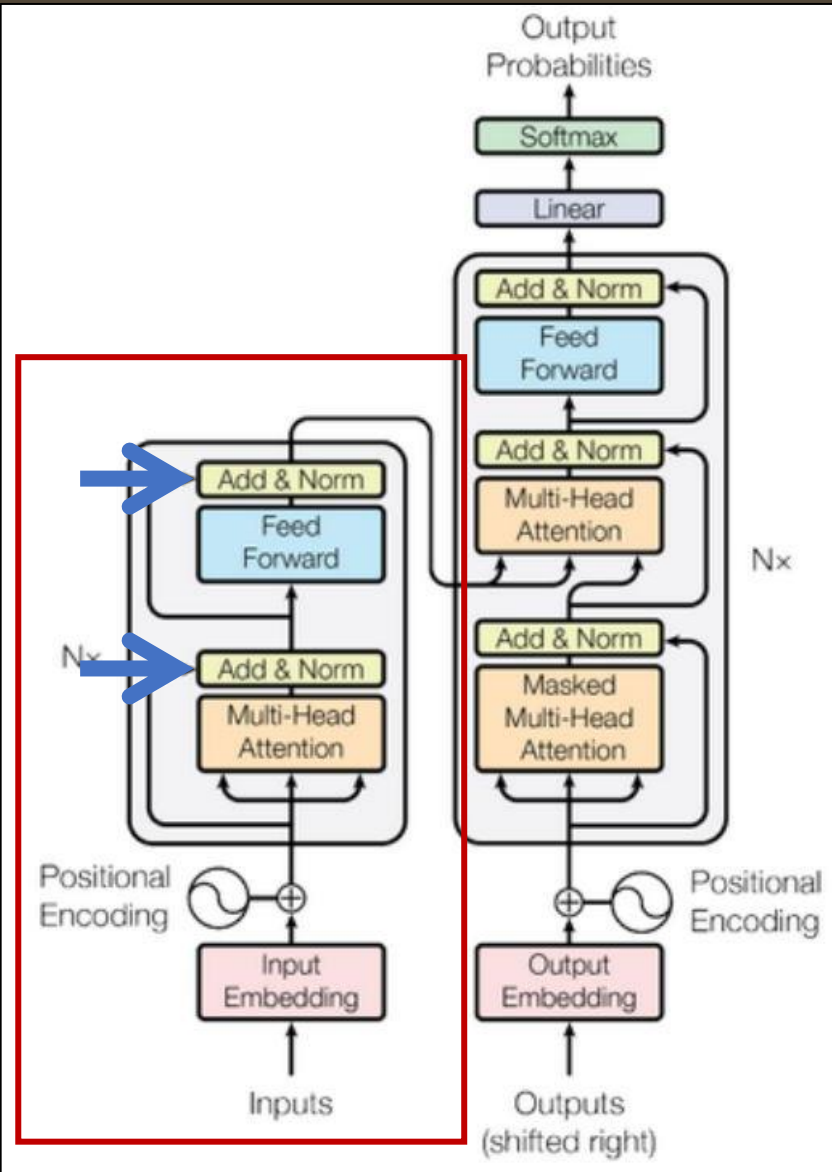 Output
Probabilities
Softmax
Linear
Add & Norm
Feed
Forward
Add & Norm
Multi-Head
Attention
Nx
Add & Norm
Masked
Multi-Head
Attention
Add & Norm
Feed
Forward
Nx
Add & Norm
Multi-Head
Attention
Positional
Encoding
Positional
Encoding
Input
Embedding
Output
Embedding
Inputs
Outputs
(shifted right)